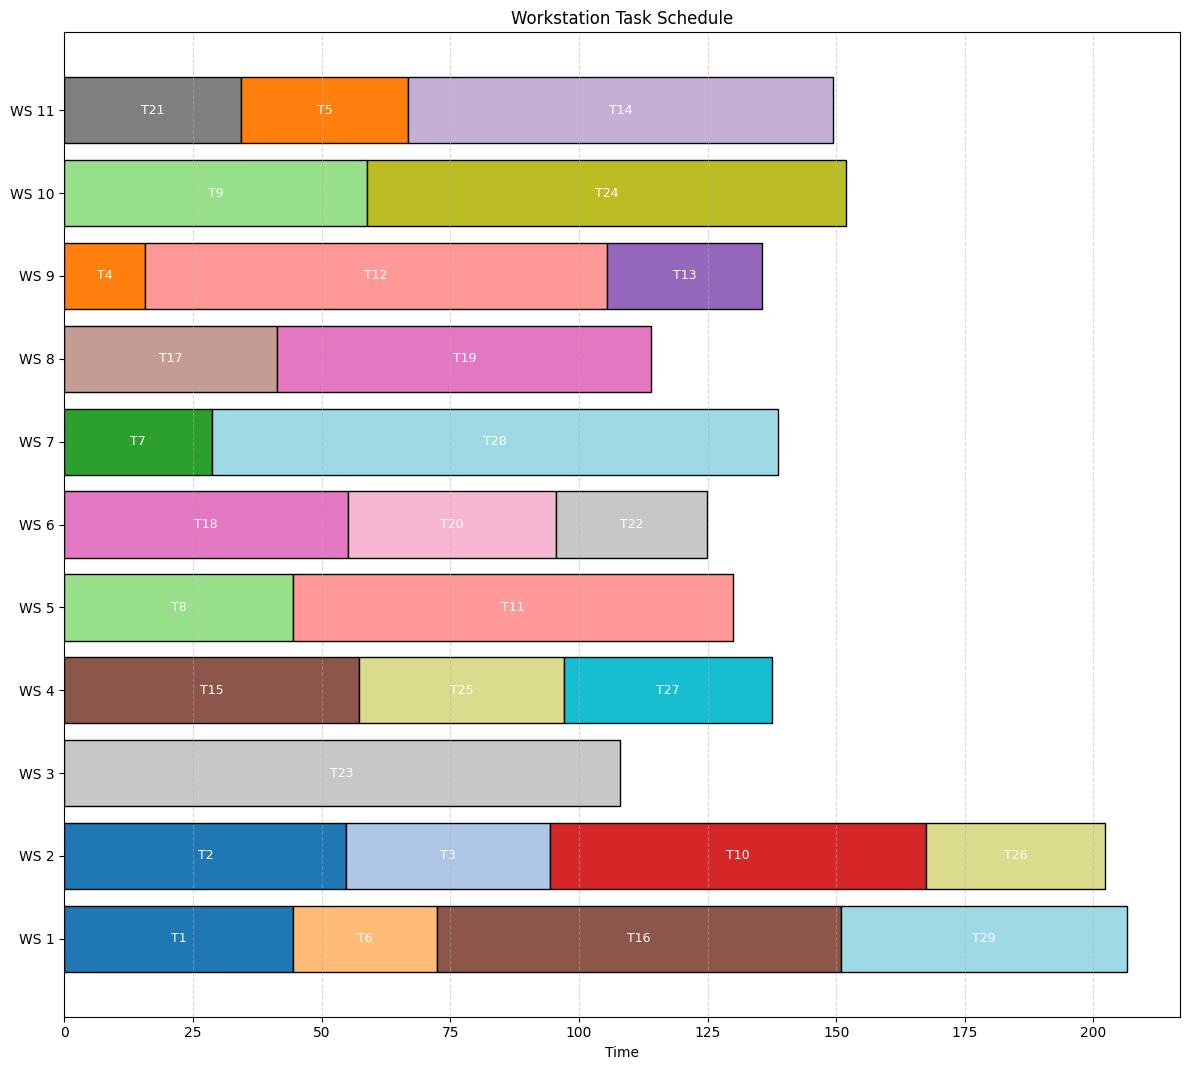 Workstation Task Schedule
WS 11 T21 T5 T14
WS 10 T9 T24
WS 9 T4 T12 T13
WS 8 T17 T19
WS 7 T7 T28
WS 6 T18 T20 T22
WS 5 T8 T11
WS 4 T15 T25 T27
WS 3 T23
WS 2 T2 T3 T10 T26
WS 1 T1 T6 T16 T29
0 25 50 75 100 125 150 175 200
Time